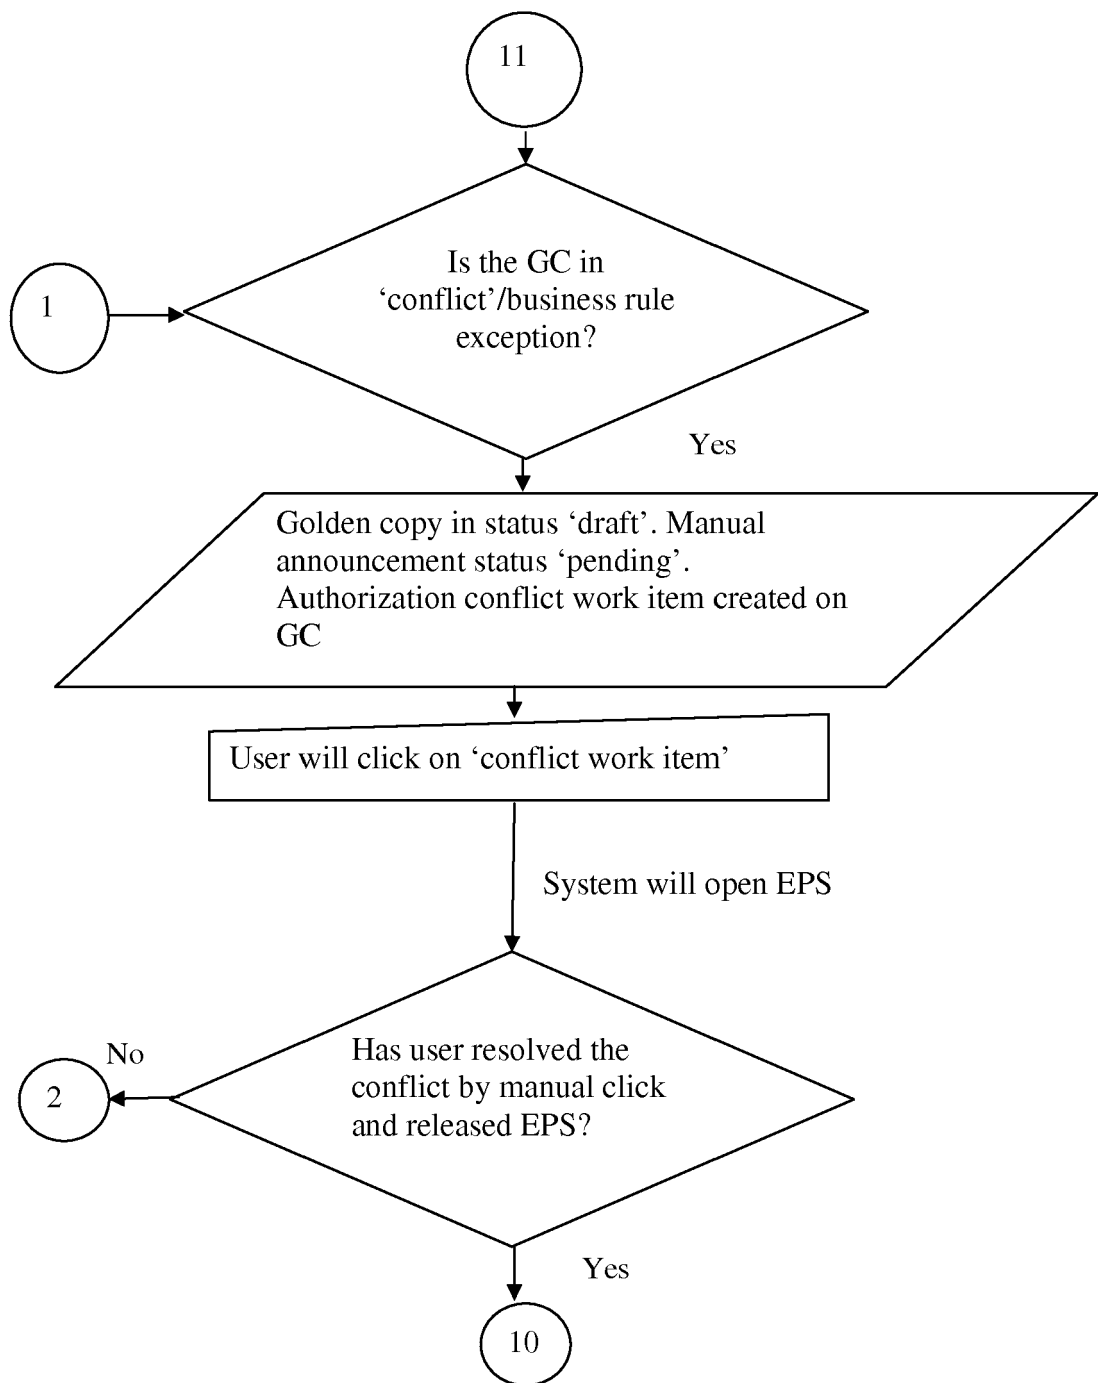 11
Is the GC in
‘conflict’/business rule
exception?
1
Yes
Golden copy in status ‘draft’. Manual
announcement status ‘pending’.
Authorization conflict work item created on
GC
User will click on ‘conflict work item’
System will open EPS
No
2
Has user resolved the
conflict by manual click
and released EPS?
Yes
10